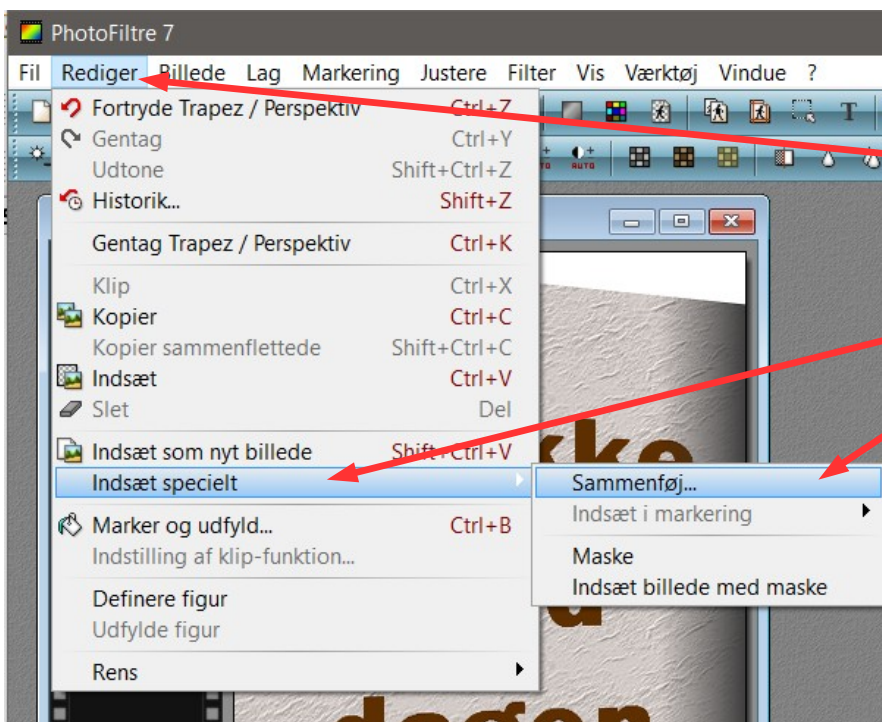 PhotoFiltre 7
Fil Rediger Billede Lag Markering Justere Filter Vis Værktøj Vindue ?
Fortryde Trapez / Perspektiv Ctrl+Z
Gentag Ctrl+Y
Udtone Shift+Ctrl+Z
Historik... Shift+Z
Gentag Trapez / Perspektiv Ctrl+K
Klip Ctrl+X
Kopier Ctrl+C
Kopier sammenflettede Shift+Ctrl+C
Indsæt Ctrl+V
Slet Del
Indsæt som nyt billede Shift+Ctrl+V
Indsæt specielt
Sammenføj...
Indsæt i markering
Maske
Indsæt billede med maske
Marker og udfyld... Ctrl+B
Indstilling af klip-funktion...
Definere figur
Udfylde figur
Rens
dagen